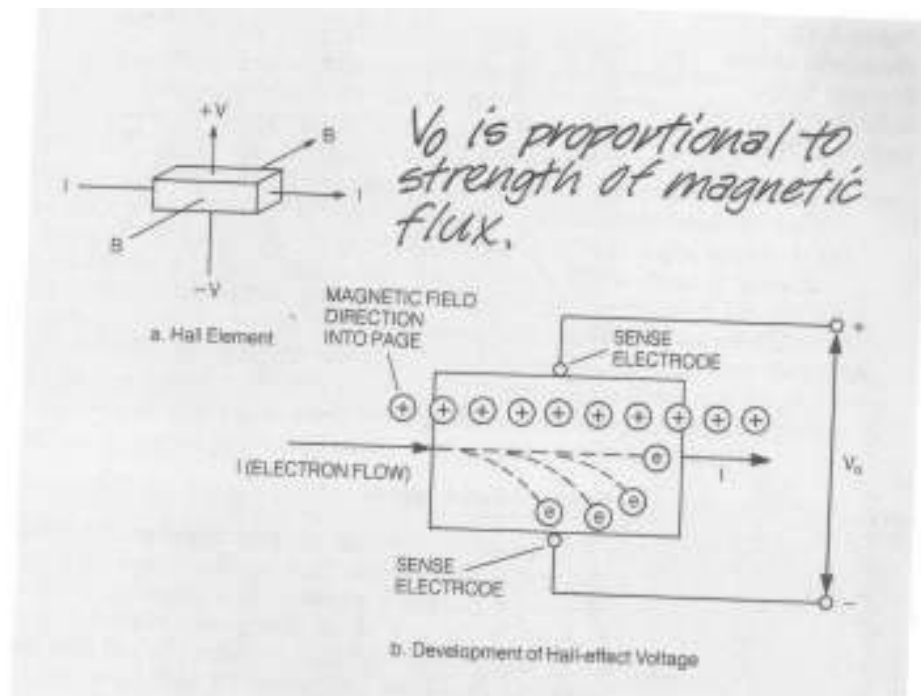 +V
B
I
I
B
−V
a. Hall Element
V₀ is proportional to
strength of magnetic
flux.
MAGNETIC FIELD
DIRECTION
INTO PAGE
SENSE
ELECTRODE
+
+ + + + + + + + + +
I (ELECTRON FLOW)
e
I
V₀
e e e
SENSE
ELECTRODE
−
b. Development of Hall-effect Voltage